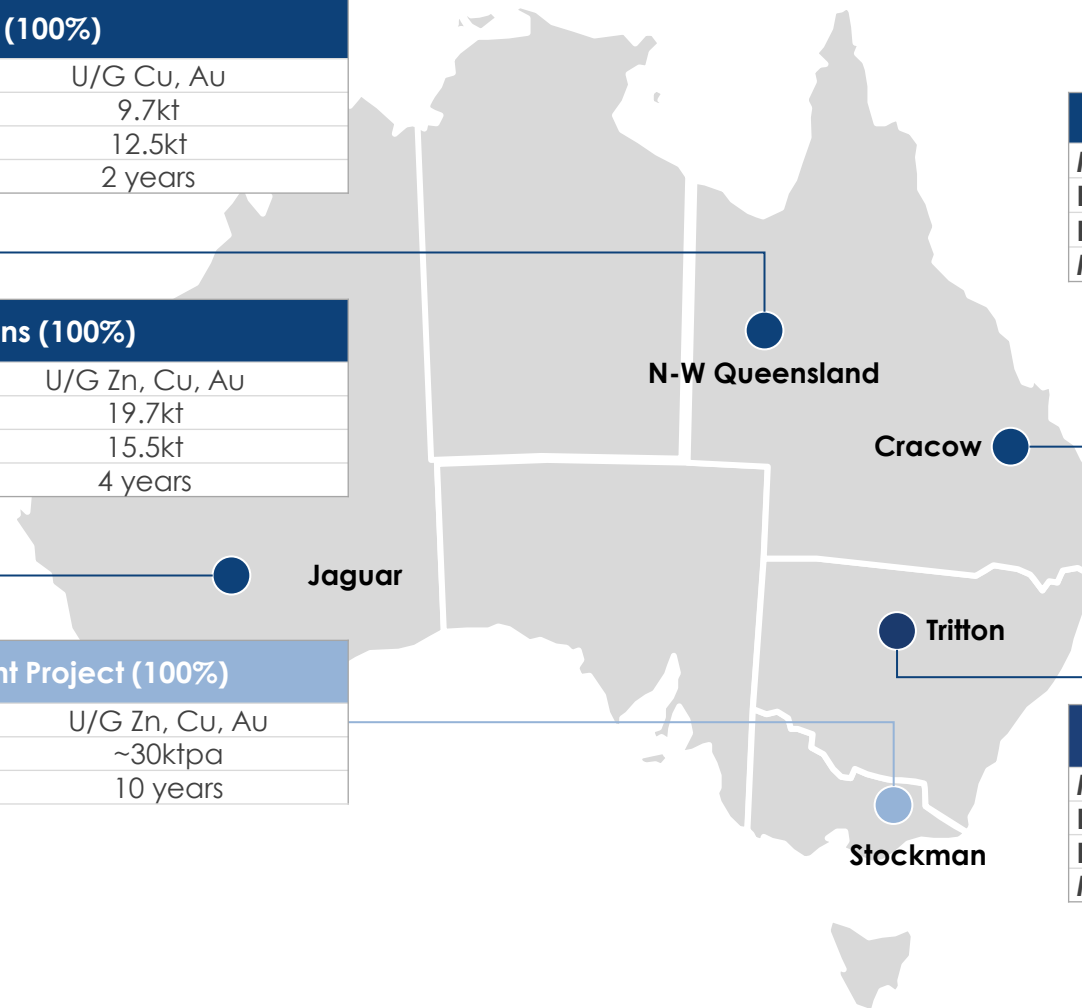 (100%)
U/G Cu, Au
9.7kt
12.5kt
2 years
N-W Queensland
Cracow
ns (100%)
U/G Zn, Cu, Au
19.7kt
15.5kt
4 years
Jaguar
Tritton
nt Project (100%)
U/G Zn, Cu, Au
~30ktpa
10 years
Stockman